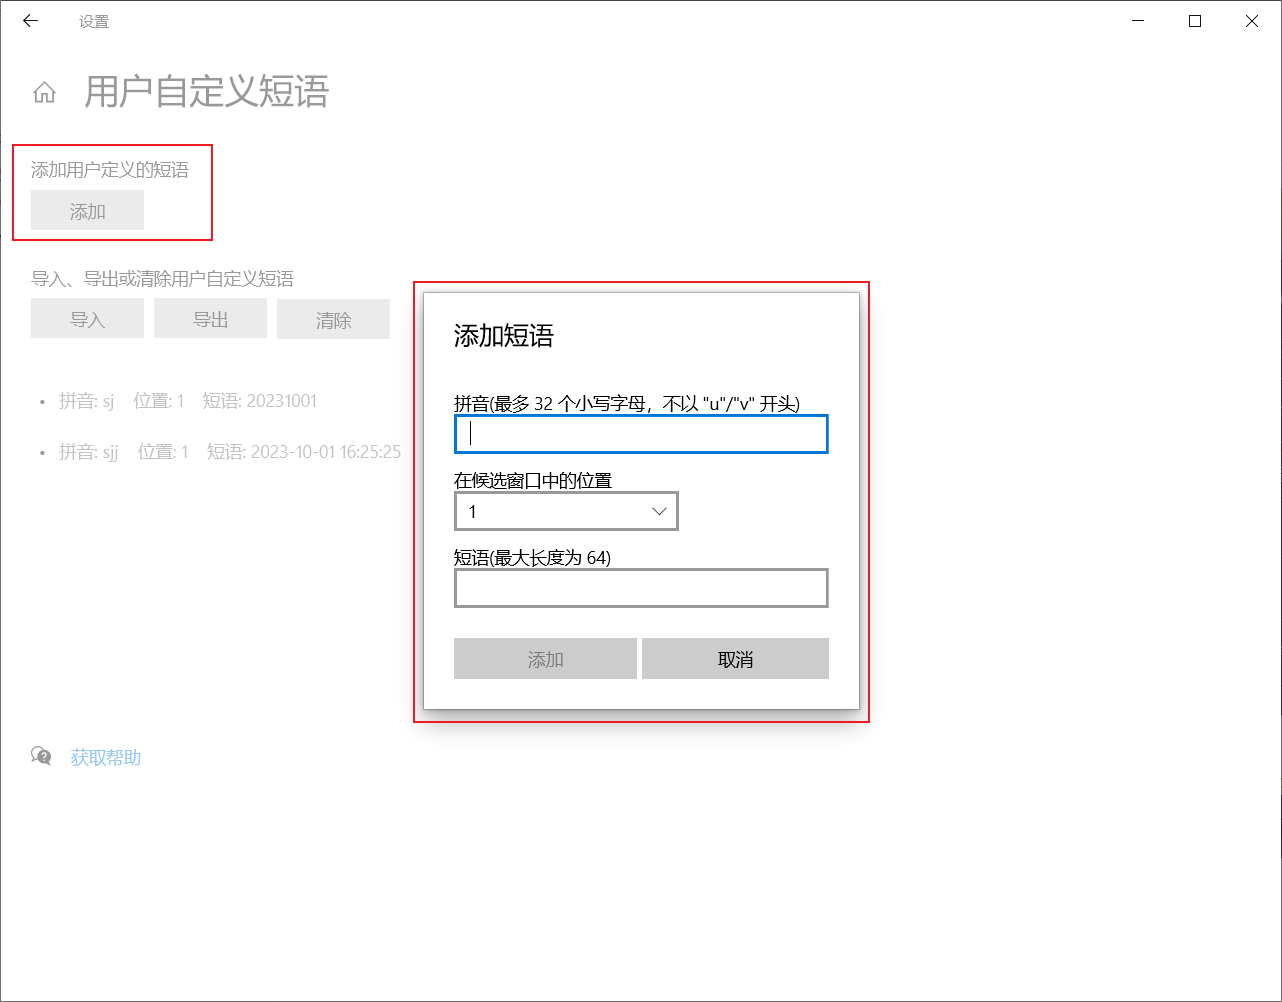 设置
用户自定义短语
添加用户定义的短语
添加
导入、导出或清除用户自定义短语
导入 导出 清除
• 拼音: sj 位置: 1 短语: 20231001
• 拼音: sjj 位置: 1 短语: 2023-10-01 16:25:25
获取帮助
添加短语
拼音(最多 32 个小写字母，不以 "u"/"v" 开头)
在候选窗口中的位置
1
短语(最大长度为 64)
添加 取消